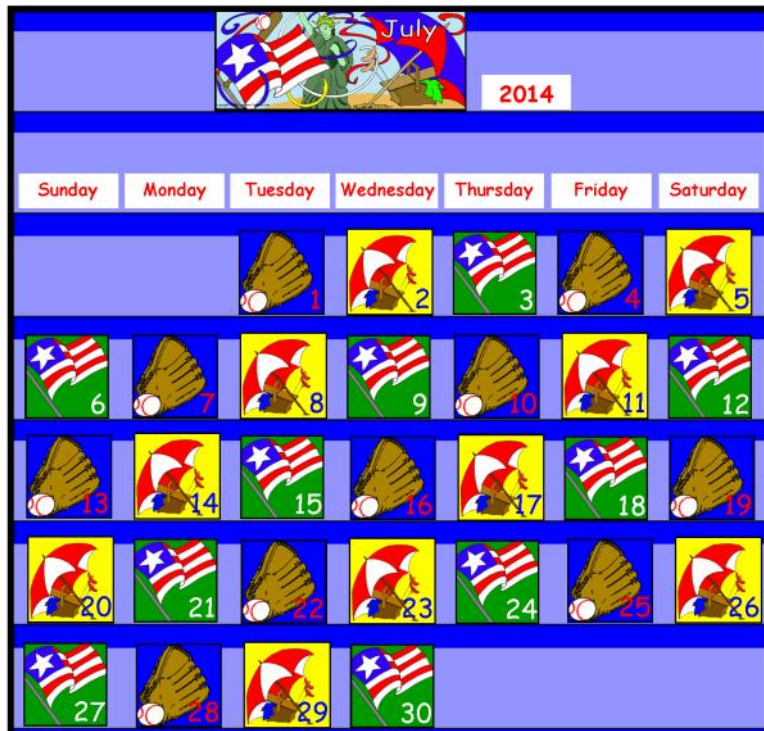 July
2014
Sunday Monday Tuesday Wednesday Thursday Friday Saturday
1 2 3 4 5
6 7 8 9 10 11 12
13 14 15 16 17 18 19
20 21 22 23 24 25 26
27 28 29 30